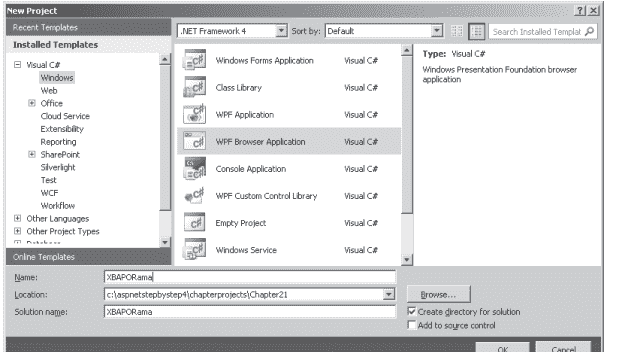 New Project
Recent Templates
.NET Framework 4
Sort by: Default
Search Installed Templat
Installed Templates
Visual C#
Windows
Web
Office
Cloud Service
Extensibility
Reporting
SharePoint
Silverlight
Test
WCF
Workflow
Other Languages
Other Project Types
Database
Online Templates
Windows Forms Application Visual C#
Class Library Visual C#
WPF Application Visual C#
WPF Browser Application Visual C#
Console Application Visual C#
WPF Custom Control Library Visual C#
Empty Project Visual C#
Windows Service Visual C#
Type: Visual C#
Windows Presentation Foundation browser
application
Name: XBAPORama
Location: c:\aspnetstepbystep4\chapterprojects\Chapter21
Browse...
Solution name: XBAPORama
Create directory for solution
Add to source control
OK Cancel